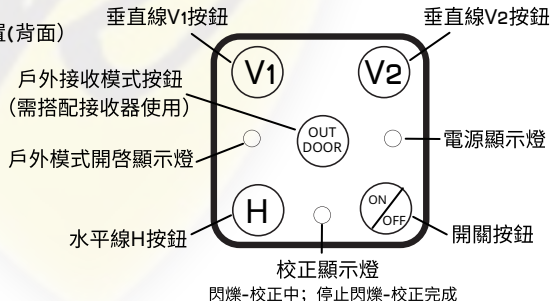 垂直線V1按鈕
垂直線V2按鈕
置(背面)
戶外接收模式按鈕
(需搭配接收器使用)
V1
V2
OUT
DOOR
電源顯示燈
戶外模式開啓顯示燈
H
ON
OFF
水平線H按鈕
開關按鈕
校正顯示燈
閃爍-校正中；停止閃爍-校正完成